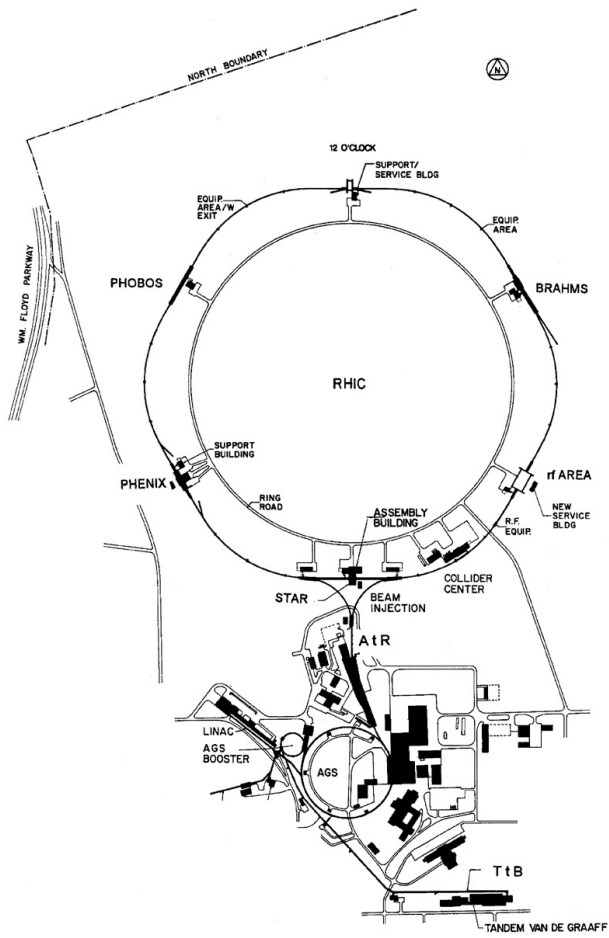 NORTH BOUNDARY
N
12 O'CLOCK
SUPPORT/
SERVICE BLDG
EQUIP.
AREA/W
EXIT
EQUIP.
AREA
WM. FLOYD PARKWAY
PHOBOS
BRAHMS
RHIC
SUPPORT
BUILDING
PHENIX
rf AREA
RING
ROAD
ASSEMBLY
BUILDING
NEW
SERVICE
BLDG
R.F.
EQUIP.
STAR
BEAM
INJECTION
COLLIDER
CENTER
AtR
LINAC
AGS
BOOSTER
AGS
TtB
TANDEM VAN DE GRAAFF